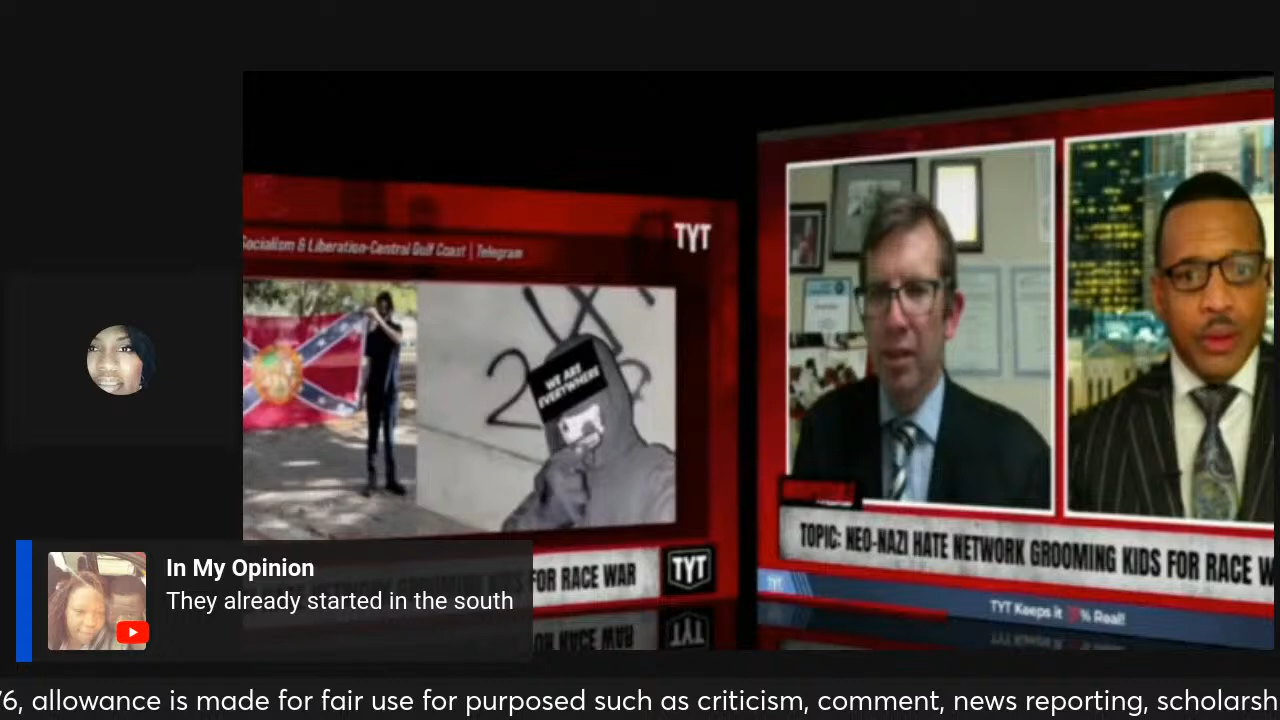 Socialism & Liberation-Central Gulf Coast | Telegram
TYT
WE ARE
EVERYWHERE
FOR RACE WAR
TYT
TOPIC: NEO-NAZI HATE NETWORK GROOMING KIDS FOR RACE W
TYT
TYT Keeps it % Real!
In My Opinion
They already started in the south
76, allowance is made for fair use for purposed such as criticism, comment, news reporting, scholarsh